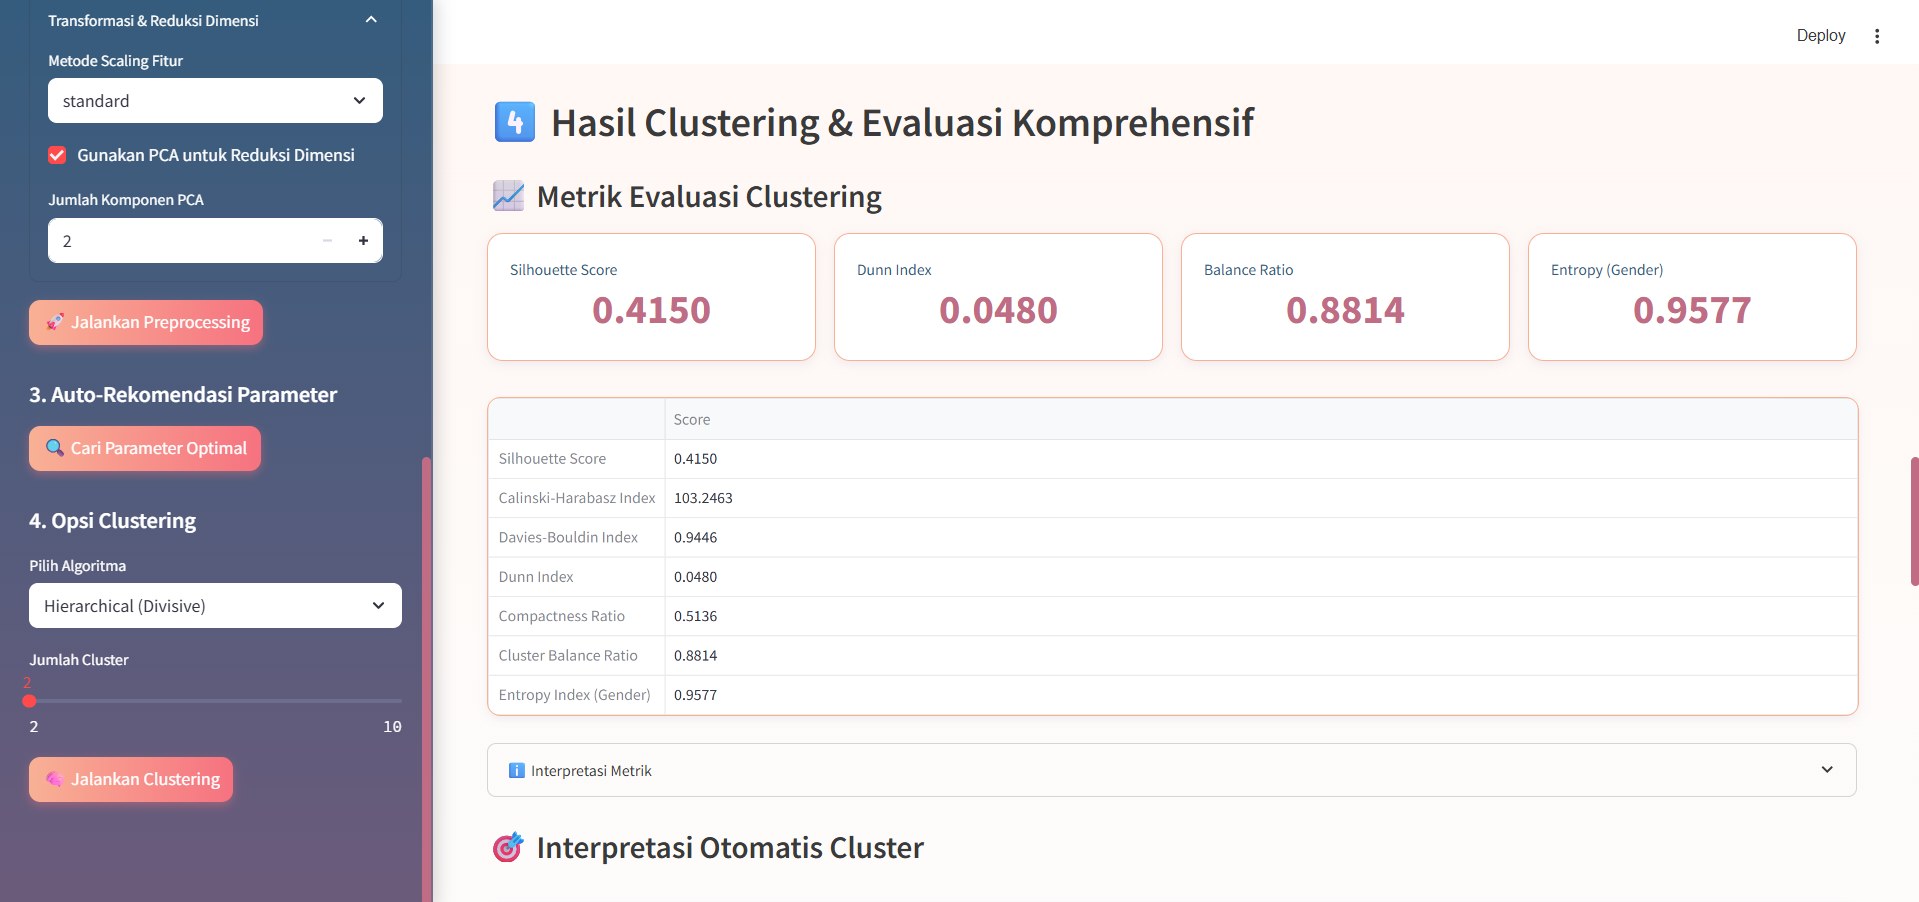 Transformasi & Reduksi Dimensi
Metode Scaling Fitur
standard
Gunakan PCA untuk Reduksi Dimensi
Jumlah Komponen PCA
2
Jalankan Preprocessing
3. Auto-Rekomendasi Parameter
Cari Parameter Optimal
4. Opsi Clustering
Pilih Algoritma
Hierarchical (Divisive)
Jumlah Cluster
2
2 10
Jalankan Clustering
Deploy
4 Hasil Clustering & Evaluasi Komprehensif
Metrik Evaluasi Clustering
Silhouette Score
0.4150
Dunn Index
0.0480
Balance Ratio
0.8814
Entropy (Gender)
0.9577
Score
Silhouette Score 0.4150
Calinski-Harabasz Index 103.2463
Davies-Bouldin Index 0.9446
Dunn Index 0.0480
Compactness Ratio 0.5136
Cluster Balance Ratio 0.8814
Entropy Index (Gender) 0.9577
Interpretasi Metrik
Interpretasi Otomatis Cluster